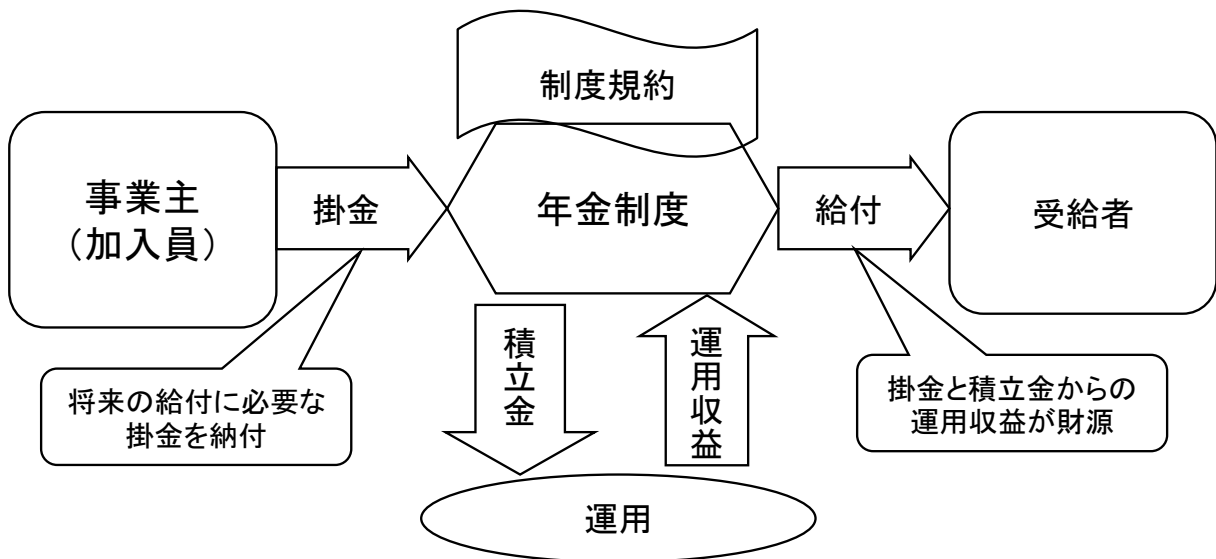 制度規約
事業主
（加入員）
掛金
年金制度
給付
受給者
積立金
運用収益
将来の給付に必要な
掛金を納付
掛金と積立金からの
運用収益が財源
運用